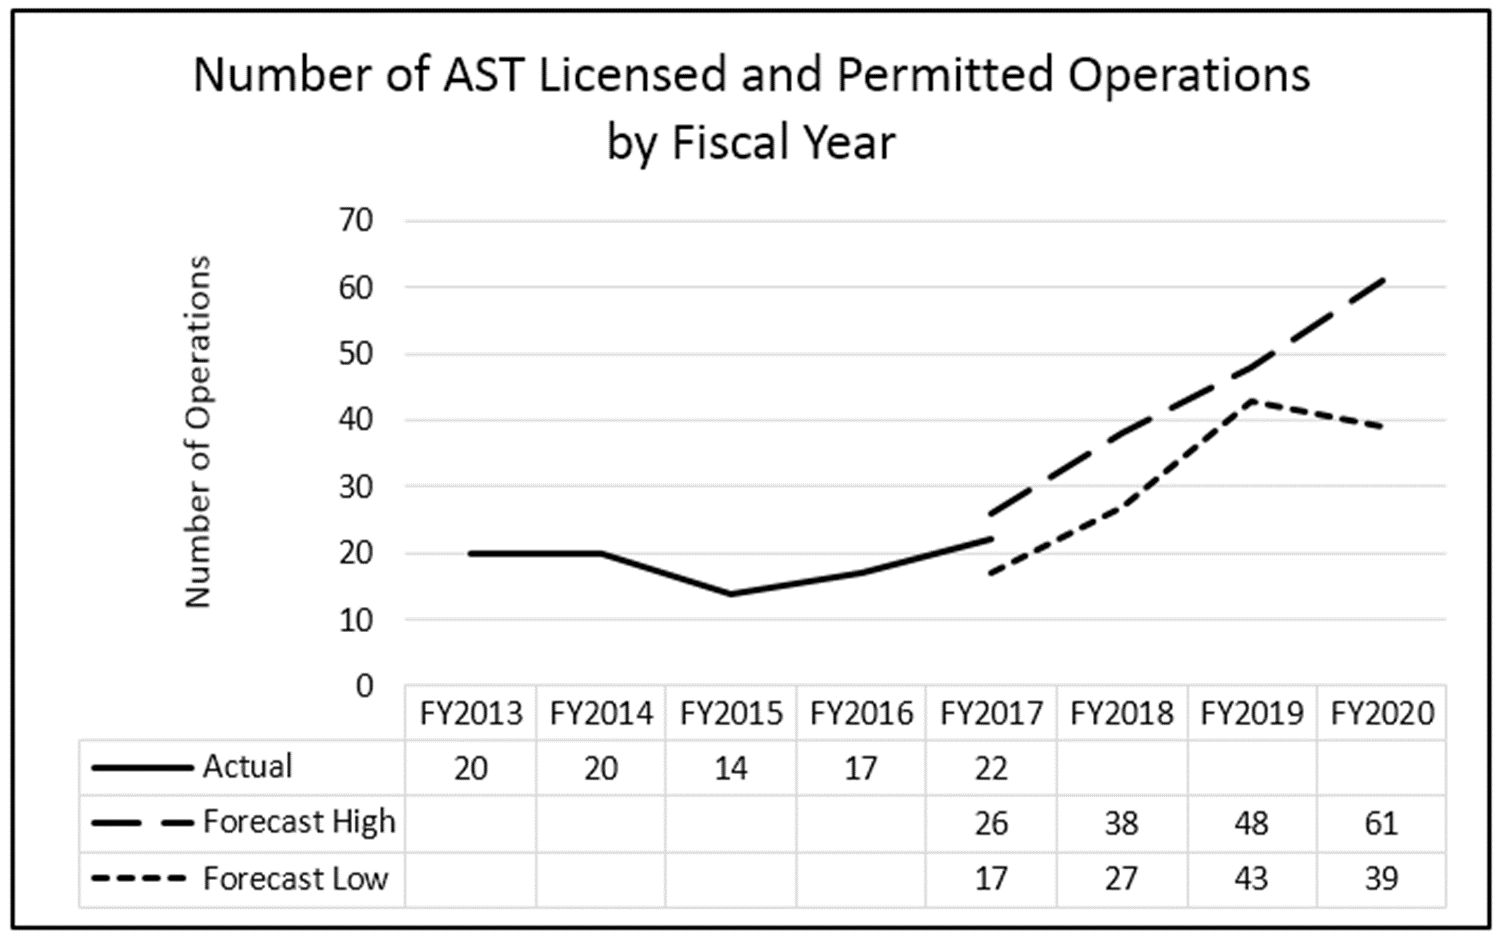 Number of AST Licensed and Permitted Operations
by Fiscal Year
Number of Operations
70
60
50
40
30
20
10
0
FY2013 FY2014 FY2015 FY2016 FY2017 FY2018 FY2019 FY2020
Actual 20 20 14 17 22
Forecast High 26 38 48 61
Forecast Low 17 27 43 39